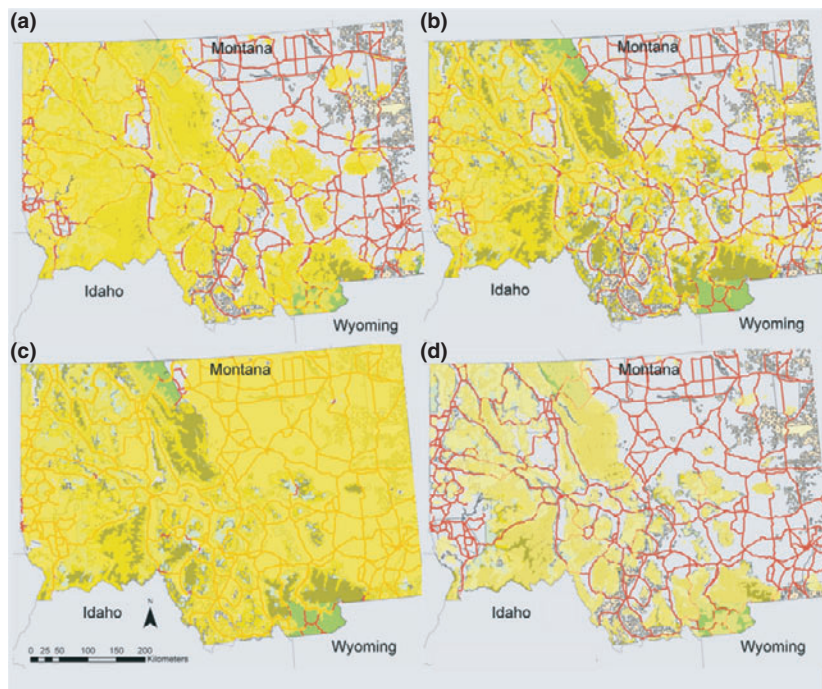 (a)
Montana
Idaho
Wyoming
(b)
Montana
Idaho
Wyoming
(c)
Montana
Idaho
N
Wyoming
0 25 50 100 150 200
Kilometers
(d)
Montana
Idaho
Wyoming